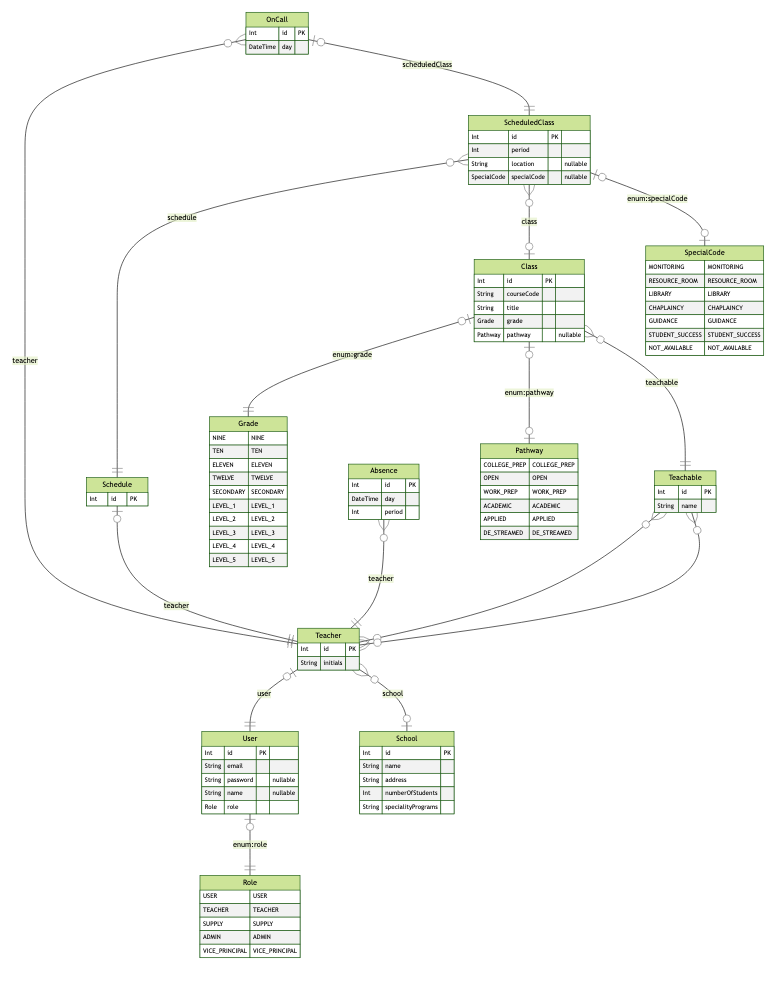 OnCall
Int id PK
DateTime day
scheduledClass
ScheduledClass
Int id PK
Int period
String location nullable
SpecialCode specialCode nullable
schedule
class
enum:specialCode
SpecialCode
MONITORING MONITORING
RESOURCE_ROOM RESOURCE_ROOM
LIBRARY LIBRARY
CHAPLAINCY CHAPLAINCY
GUIDANCE GUIDANCE
STUDENT_SUCCESS STUDENT_SUCCESS
NOT_AVAILABLE NOT_AVAILABLE
Class
Int id PK
String courseCode
String title
Grade grade
Pathway pathway nullable
teacher
enum:grade
enum:pathway
teachable
Grade
NINE NINE
TEN TEN
ELEVEN ELEVEN
TWELVE TWELVE
SECONDARY SECONDARY
LEVEL_1 LEVEL_1
LEVEL_2 LEVEL_2
LEVEL_3 LEVEL_3
LEVEL_4 LEVEL_4
LEVEL_5 LEVEL_5
Pathway
COLLEGE_PREP COLLEGE_PREP
OPEN OPEN
WORK_PREP WORK_PREP
ACADEMIC ACADEMIC
APPLIED APPLIED
DE_STREAMED DE_STREAMED
Schedule
Int id PK
Absence
Int id PK
DateTime day
Int period
Teachable
Int id PK
String name
teacher
teacher
Teacher
Int id PK
String initials
user
school
User
Int id PK
String email
String password nullable
String name nullable
Role role
School
Int id PK
String name
String address
Int numberOfStudents
String specialityPrograms
enum:role
Role
USER USER
TEACHER TEACHER
SUPPLY SUPPLY
ADMIN ADMIN
VICE_PRINCIPAL VICE_PRINCIPAL